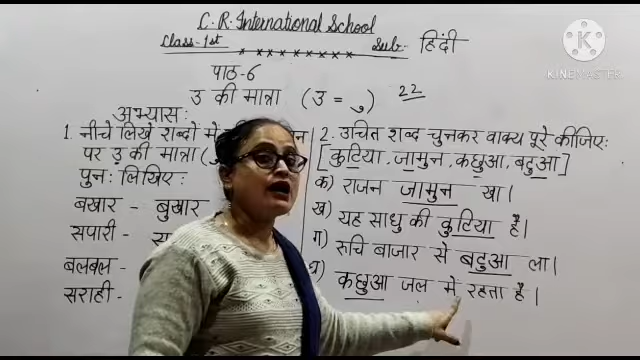 C. R. International School
Class-1st
Sub- हिंदी
पाठ-6
उ की मात्रा (उ = ु) 22
अभ्यास:
1. नीचे लिखे शब्दों में
पर उ की मात्रा (
पुनः लिखिए:
बखार - बुखार
सपारी -
बलबल -
सराही -
2. उचित शब्द चुनकर वाक्य पूरे कीजिए:
[कुटिया, जामुन, कछुआ, बटुआ]
क) राजन जामुन खा।
ख) यह साधु की कुटिया है।
ग) रुचि बाजार से बटुआ ला।
घ) कछुआ जल में रहता है।
KINEMASTER